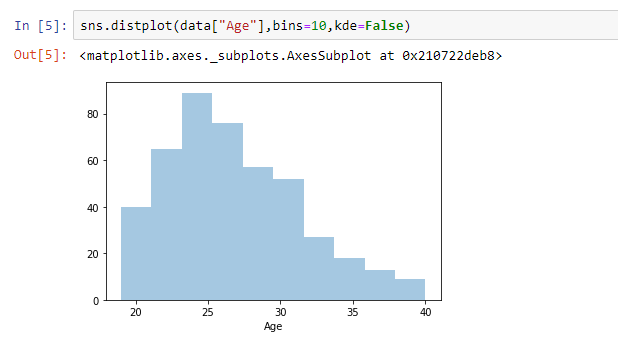 In [5]: sns.distplot(data["Age"],bins=10,kde=False)
Out[5]: <matplotlib.axes._subplots.AxesSubplot at 0x210722deb8>
80
60
40
20
0
20 25 30 35 40
Age